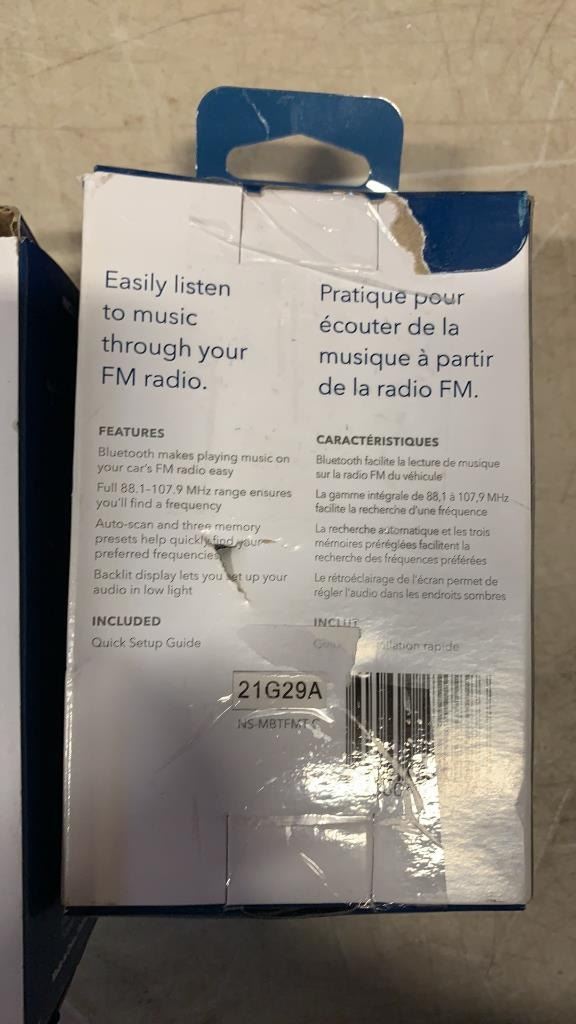 Easily listen
to music
through your
FM radio.
FEATURES
Bluetooth makes playing music on
your car's FM radio easy
Full 88.1–107.9 MHz range ensures
you'll find a frequency
Auto-scan and three memory
presets help quickly find your
preferred frequencies
Backlit display lets you set up your
audio in low light
INCLUDED
Quick Setup Guide
Pratique pour
écouter de la
musique à partir
de la radio FM.
CARACTÉRISTIQUES
Bluetooth facilite la lecture de musique
sur la radio FM du véhicule
La gamme intégrale de 88,1 à 107,9 MHz
facilite la recherche d'une fréquence
La recherche automatique et les trois
mémoires préréglées facilitent la
recherche des fréquences préférées
Le rétroéclairage de l'écran permet de
régler l'audio dans les endroits sombres
INCLUT
rapide
21G29A